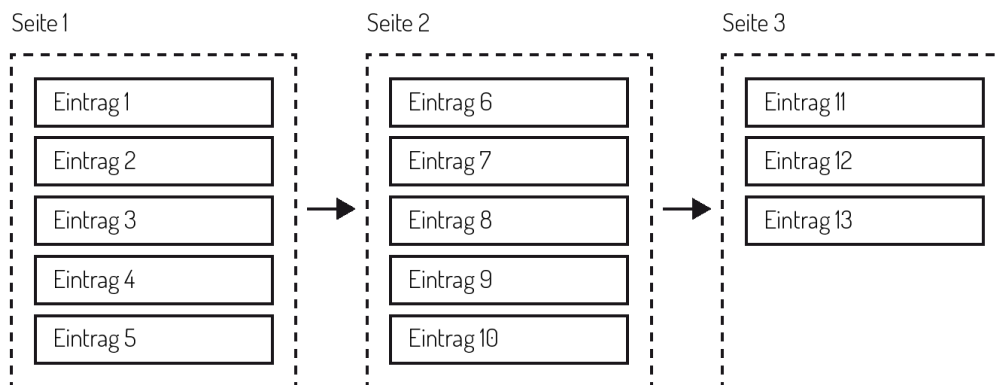 Seite 1
Eintrag 1
Eintrag 2
Eintrag 3
Eintrag 4
Eintrag 5
Seite 2
Eintrag 6
Eintrag 7
Eintrag 8
Eintrag 9
Eintrag 10
Seite 3
Eintrag 11
Eintrag 12
Eintrag 13